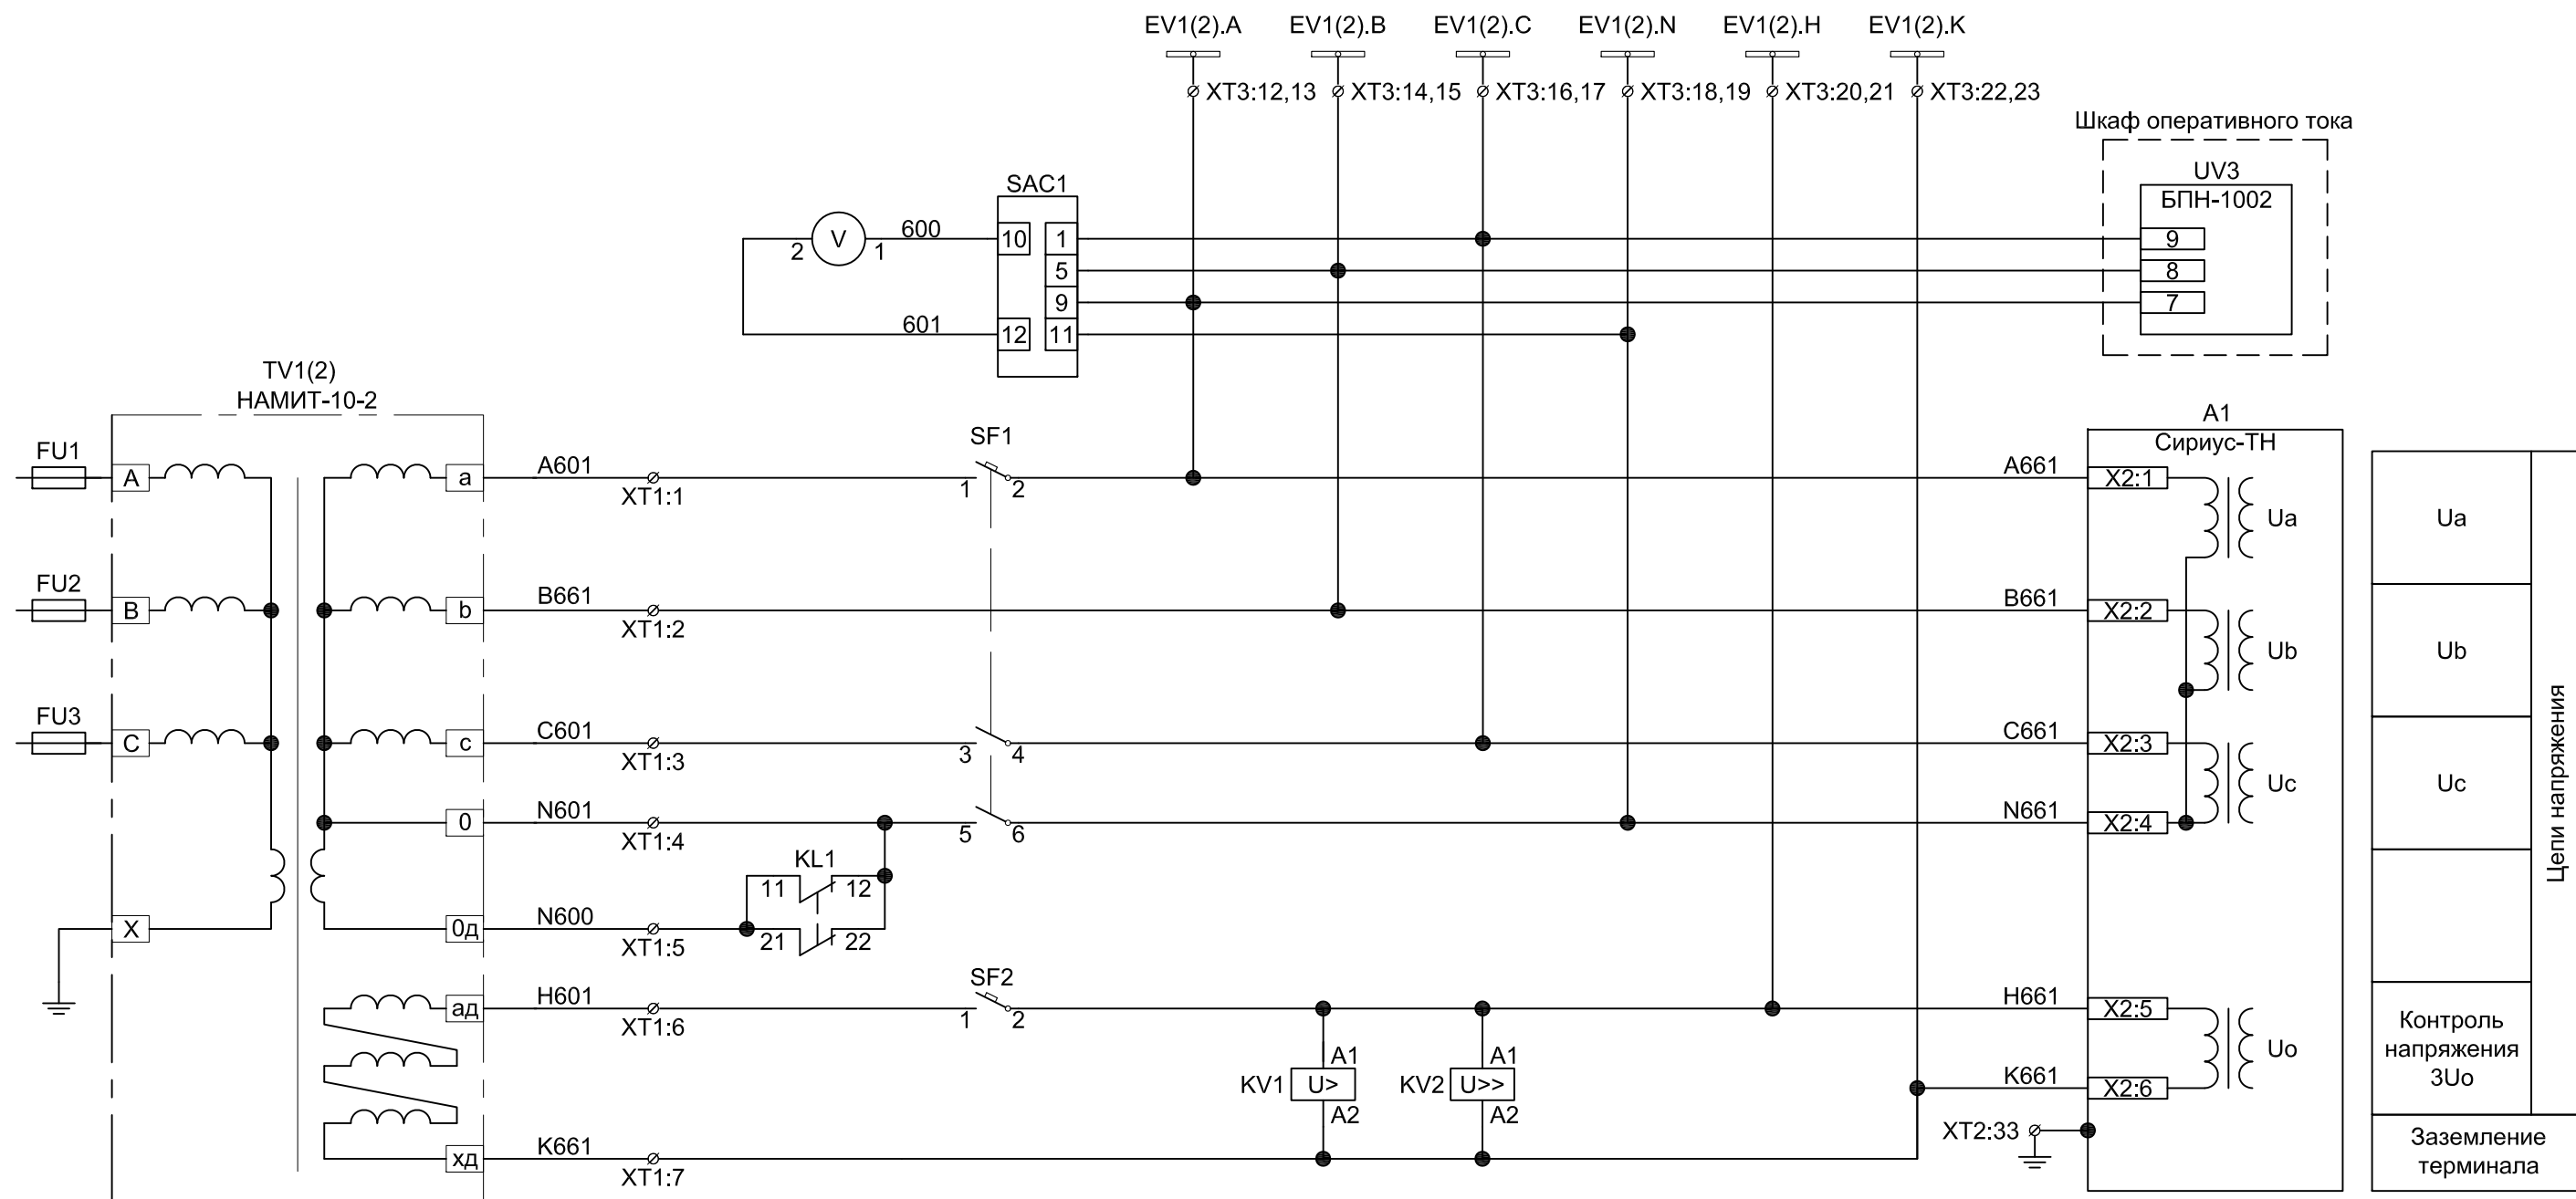 EV1(2).A EV1(2).B EV1(2).C EV1(2).N EV1(2).H EV1(2).K
XT3:12,13 XT3:14,15 XT3:16,17 XT3:18,19 XT3:20,21 XT3:22,23
Шкаф оперативного тока
UV3
БПН-1002
SAC1
2 V 1 600 10 1 9
5 8
9 7
601 12 11
TV1(2)
НАМИТ-10-2
A1
Сириус-ТН
FU1 A a A601 XT1:1 SF1 1 2 A661 X2:1
Ua Ua
FU2 B b B661 XT1:2 B661 X2:2
Ub Ub
FU3 C c C601 XT1:3 3 4 C661 X2:3
Uc Uc
0 N601 XT1:4 5 6 N661 X2:4
KL1
11 12
X 0д N600 XT1:5 21 22
ад H601 XT1:6 SF2 1 2 H661 X2:5
Uo
KV1 A1 U> A2
KV2 A1 U>> A2
K661 X2:6
хд K661 XT1:7
XT2:33
Контроль
напряжения
3Uo
Заземление
терминала
Цепи напряжения